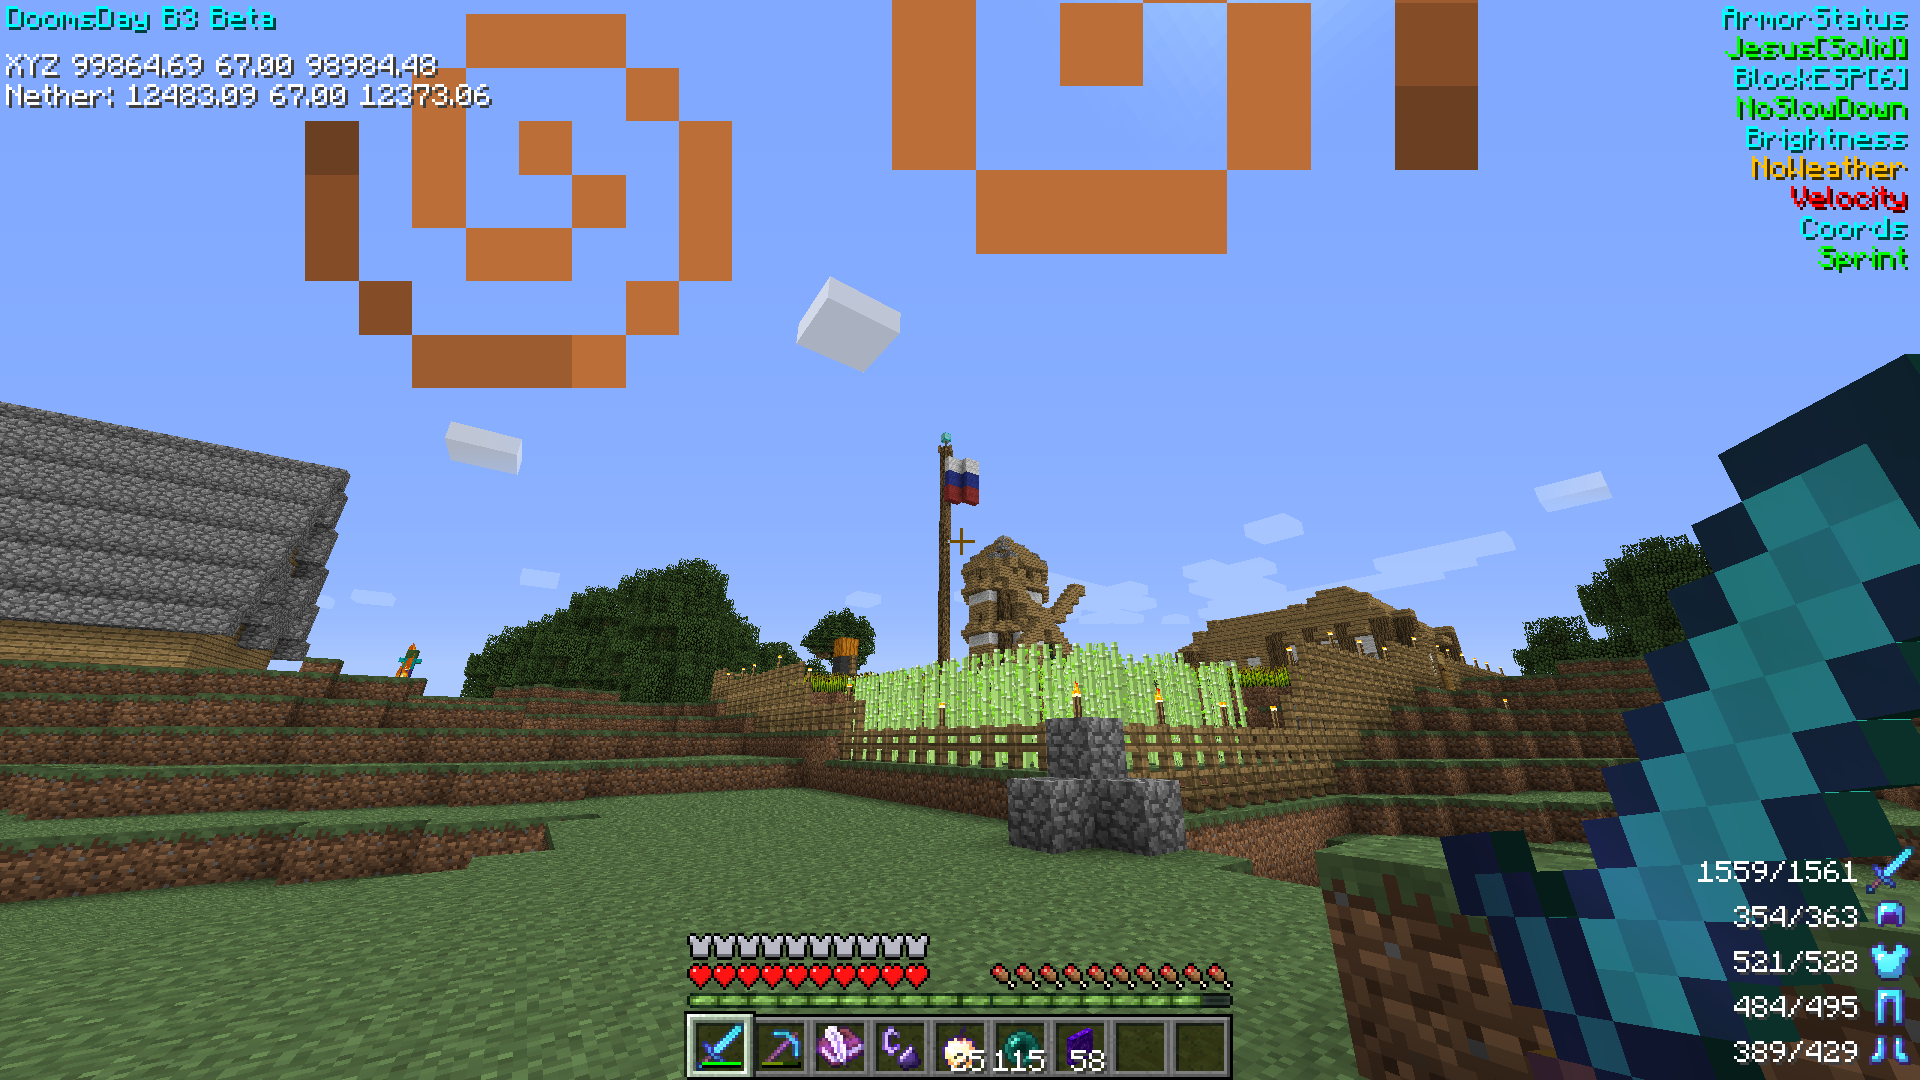 DoomsDay B3 Beta
XYZ 99864.69 67.00 98984.48
Nether: 12483.09 67.00 12373.06
ArmorStatus
Jesus[Solid]
BlockESP[6]
NoSlowDown
Brightness
NoWeather
Velocity
Coords
Sprint
1559/1561
354/363
521/528
484/495
389/429
25 115 58